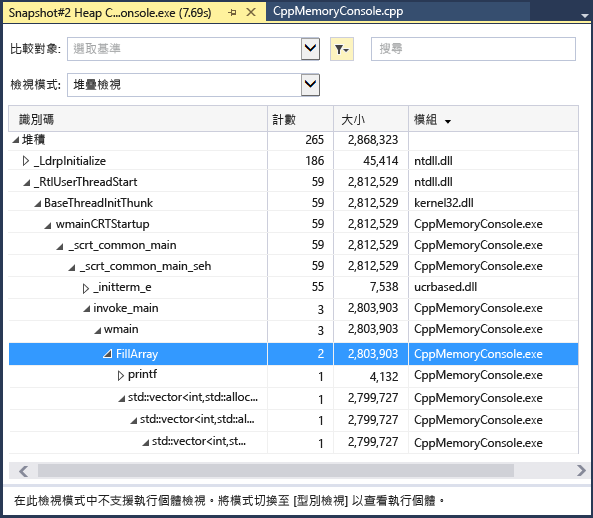 Snapshot#2 Heap C...onsole.exe (7.69s) CppMemoryConsole.cpp
比較對象: 選取基準 搜尋
檢視模式: 堆疊檢視
識別碼 計數 大小 模組
堆積 265 2,868,323
_LdrpInitialize 186 45,414 ntdll.dll
_RtlUserThreadStart 59 2,812,529 ntdll.dll
BaseThreadInitThunk 59 2,812,529 kernel32.dll
wmainCRTStartup 59 2,812,529 CppMemoryConsole.exe
_scrt_common_main 59 2,812,529 CppMemoryConsole.exe
_scrt_common_main_seh 59 2,812,529 CppMemoryConsole.exe
_initterm_e 55 7,538 ucrbased.dll
invoke_main 3 2,803,903 CppMemoryConsole.exe
wmain 3 2,803,903 CppMemoryConsole.exe
FillArray 2 2,803,903 CppMemoryConsole.exe
printf 1 4,132 CppMemoryConsole.exe
std::vector<int,std::alloc... 1 2,799,727 CppMemoryConsole.exe
std::vector<int,std::al... 1 2,799,727 CppMemoryConsole.exe
std::vector<int,st... 1 2,799,727 CppMemoryConsole.exe
在此檢視模式中不支援執行個體檢視。將模式切換至 [型別檢視] 以查看執行個體。